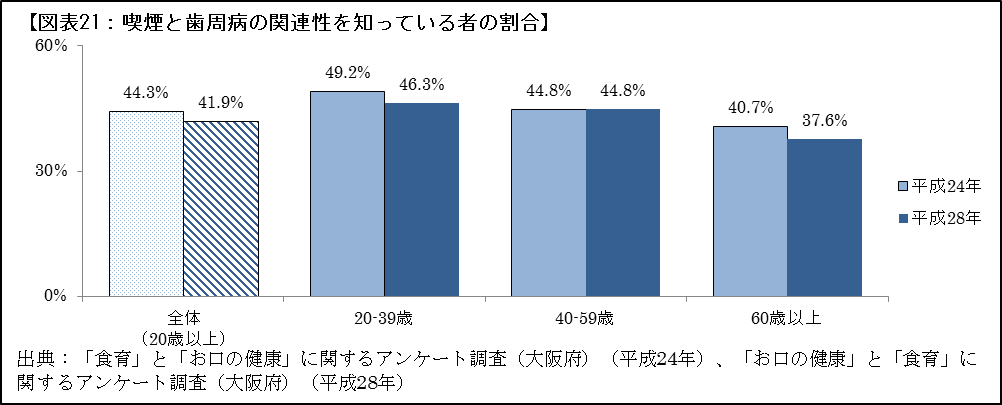 【図表21：喫煙と歯周病の関連性を知っている者の割合】
60%
30%
0%
44.3%
41.9%
49.2%
46.3%
44.8%
44.8%
40.7%
37.6%
平成24年
平成28年
全体
（20歳以上）
20-39歳
40-59歳
60歳以上
出典：「食育」と「お口の健康」に関するアンケート調査（大阪府）（平成24年）、「お口の健康」と「食育」に
関するアンケート調査（大阪府）（平成28年）